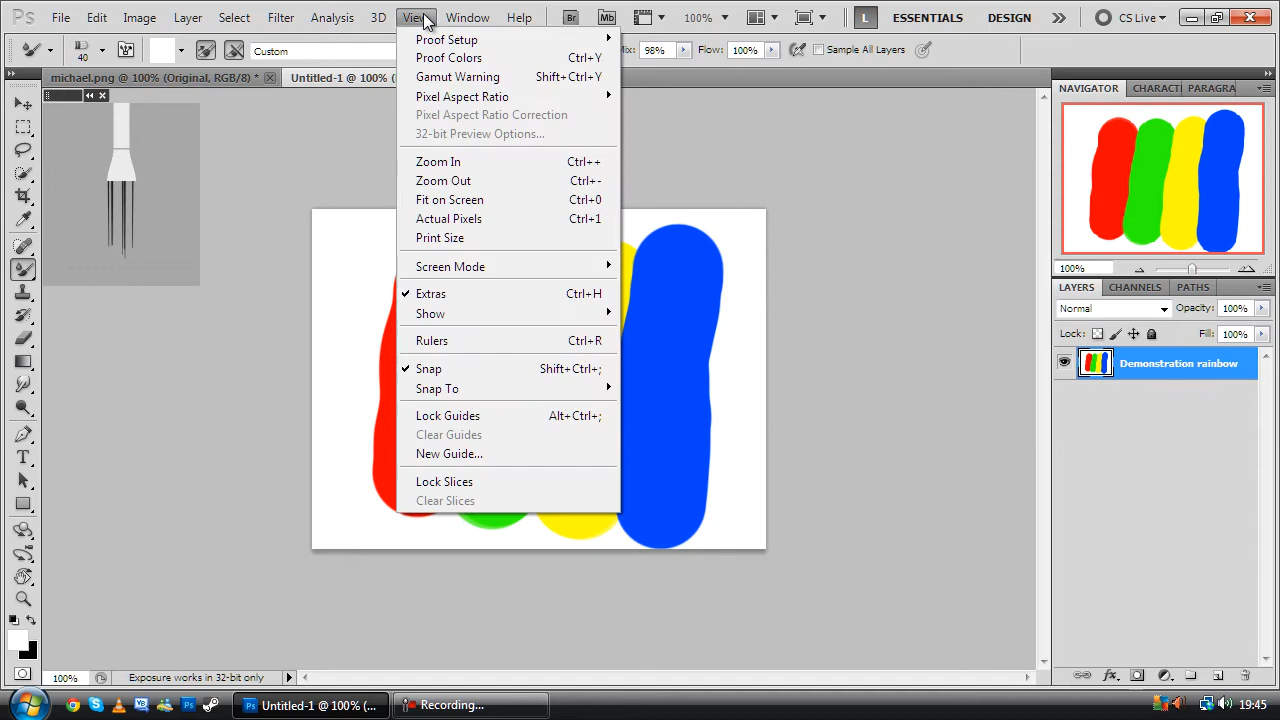 Ps File Edit Image Layer Select Filter Analysis 3D View Window Help Br Mb 100% L ESSENTIALS DESIGN >> CS Live
40 Custom Mix: 98% Flow: 100% Sample All Layers
michael.png @ 100% (Original, RGB/8) * Untitled-1 @ 100% (
NAVIGATOR CHARACT PARAGRA
Proof Setup
Proof Colors Ctrl+Y
Gamut Warning Shift+Ctrl+Y
Pixel Aspect Ratio
Pixel Aspect Ratio Correction
32-bit Preview Options...
Zoom In Ctrl++
Zoom Out Ctrl+-
Fit on Screen Ctrl+0
Actual Pixels Ctrl+1
Print Size
Screen Mode
Extras Ctrl+H
Show
Rulers Ctrl+R
Snap Shift+Ctrl+;
Snap To
Lock Guides Alt+Ctrl+;
Clear Guides
New Guide...
Lock Slices
Clear Slices
100%
LAYERS CHANNELS PATHS
Normal Opacity: 100%
Lock: Fill: 100%
Demonstration rainbow
T
100% Exposure works in 32-bit only
Untitled-1 @ 100% (... Recording... 19:45